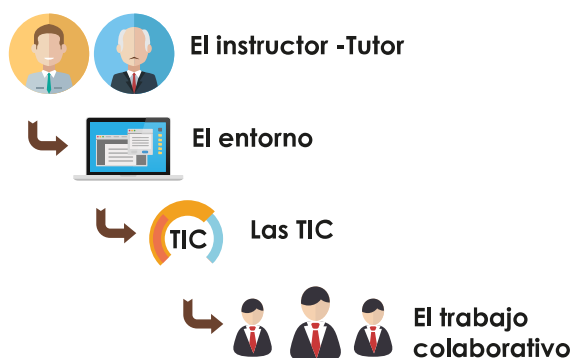 El instructor -Tutor
El entorno
TIC
Las TIC
El trabajo
colaborativo